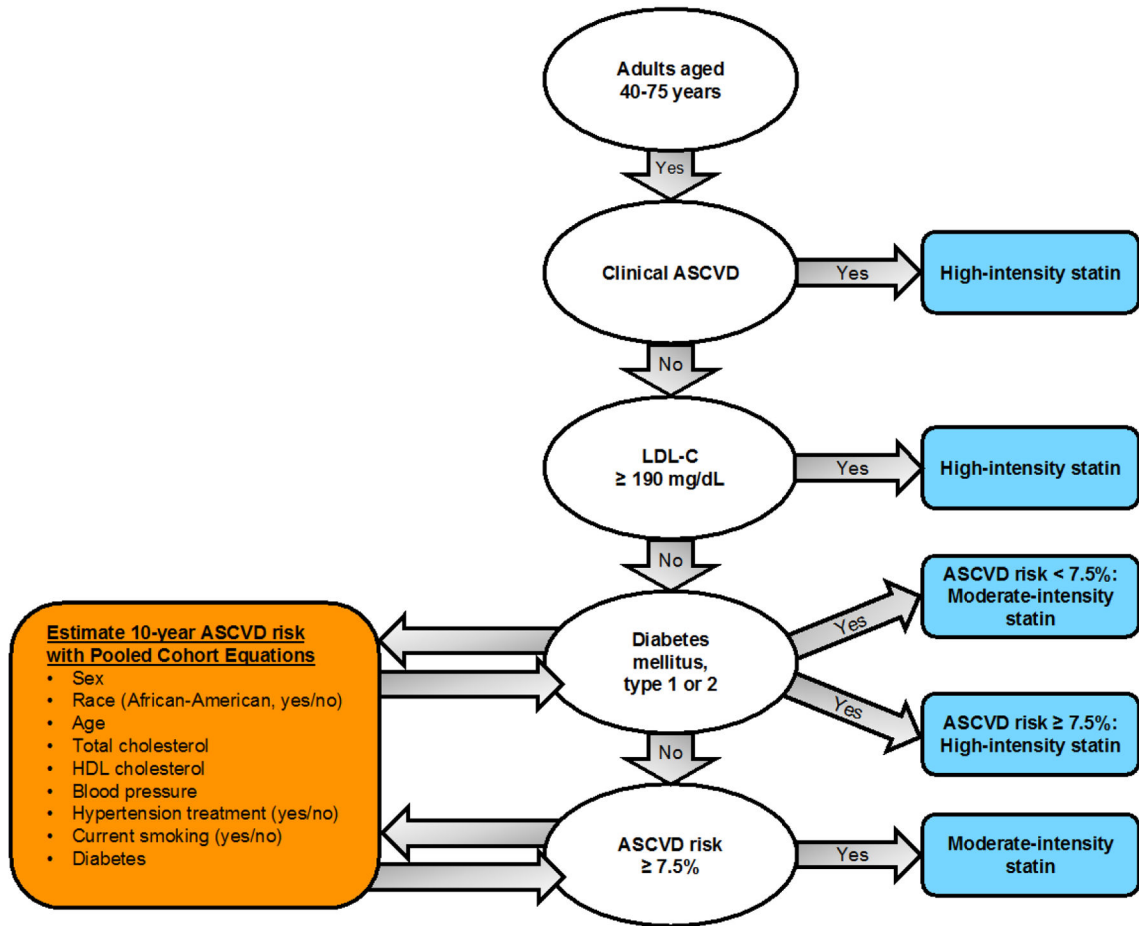 Adults aged
40-75 years
Yes
Clinical ASCVD
Yes
High-intensity statin
No
LDL-C
≥ 190 mg/dL
Yes
High-intensity statin
No
Diabetes
mellitus,
type 1 or 2
Yes
ASCVD risk < 7.5%:
Moderate-intensity
statin
Yes
ASCVD risk ≥ 7.5%:
High-intensity statin
Estimate 10-year ASCVD risk
with Pooled Cohort Equations
• Sex
• Race (African-American, yes/no)
• Age
• Total cholesterol
• HDL cholesterol
• Blood pressure
• Hypertension treatment (yes/no)
• Current smoking (yes/no)
• Diabetes
No
ASCVD risk
≥ 7.5%
Yes
Moderate-intensity
statin